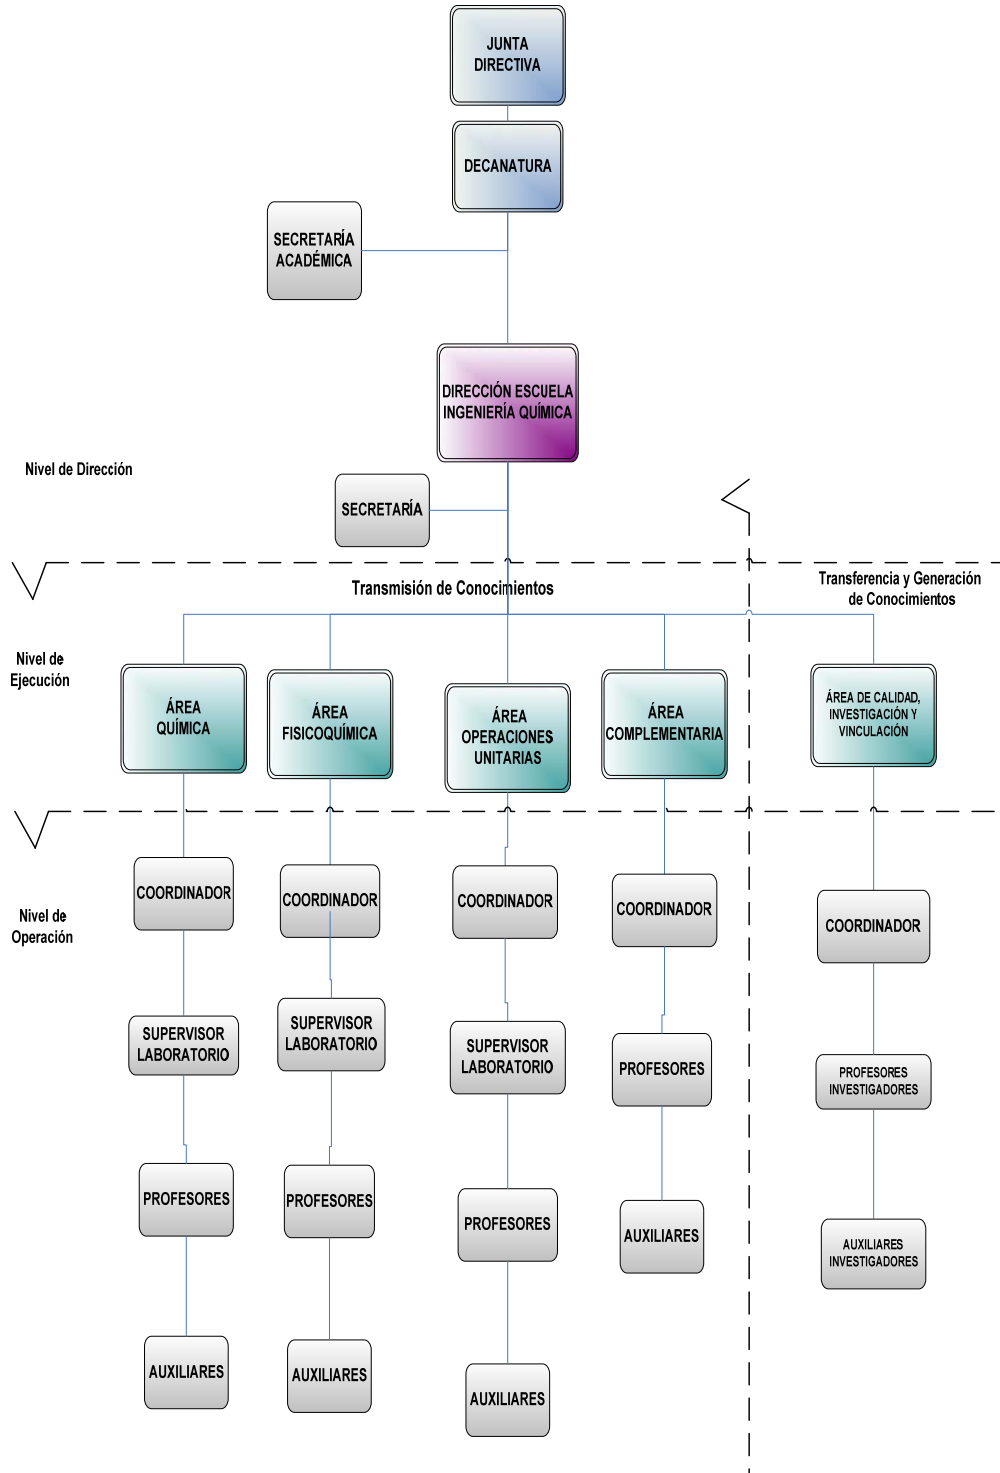 JUNTA
DIRECTIVA
DECANATURA
SECRETARÍA
ACADÉMICA
DIRECCIÓN ESCUELA
INGENIERÍA QUÍMICA
Nivel de Dirección
SECRETARÍA
Transmisión de Conocimientos
Transferencia y Generación
de Conocimientos
Nivel de
Ejecución
ÁREA
QUÍMICA
ÁREA
FISICOQUÍMICA
ÁREA
OPERACIONES
UNITARIAS
ÁREA
COMPLEMENTARIA
ÁREA DE CALIDAD,
INVESTIGACIÓN Y
VINCULACIÓN
Nivel de
Operación
COORDINADOR
COORDINADOR
COORDINADOR
COORDINADOR
COORDINADOR
SUPERVISOR
LABORATORIO
SUPERVISOR
LABORATORIO
SUPERVISOR
LABORATORIO
PROFESORES
PROFESORES
INVESTIGADORES
PROFESORES
PROFESORES
PROFESORES
AUXILIARES
AUXILIARES
INVESTIGADORES
AUXILIARES
AUXILIARES
AUXILIARES